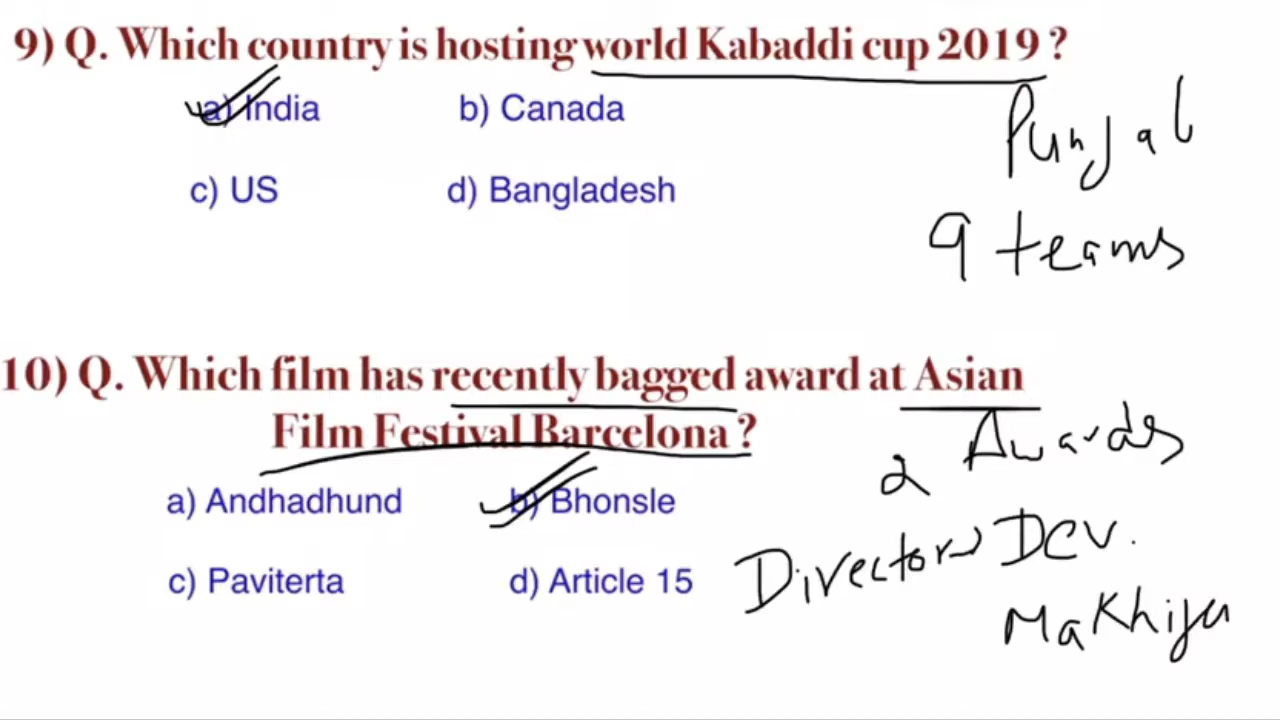 9) Q. Which country is hosting world Kabaddi cup 2019 ?
a) India b) Canada
Punjab
c) US d) Bangladesh
9 teams
10) Q. Which film has recently bagged award at Asian
Film Festival Barcelona ?
2 Awards
a) Andhadhund b) Bhonsle
Director Dev.
c) Paviterta d) Article 15
Makhija